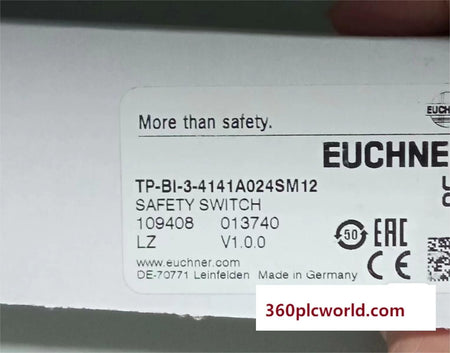 More than safety.
EUCHNER
TP-BI-3-4141A024SM12
SAFETY SWITCH
109408 013740
LZ V1.0.0
50 EAC
www.euchner.com
DE-70771 Leinfelden Made in Germany CE
360plcworld.com